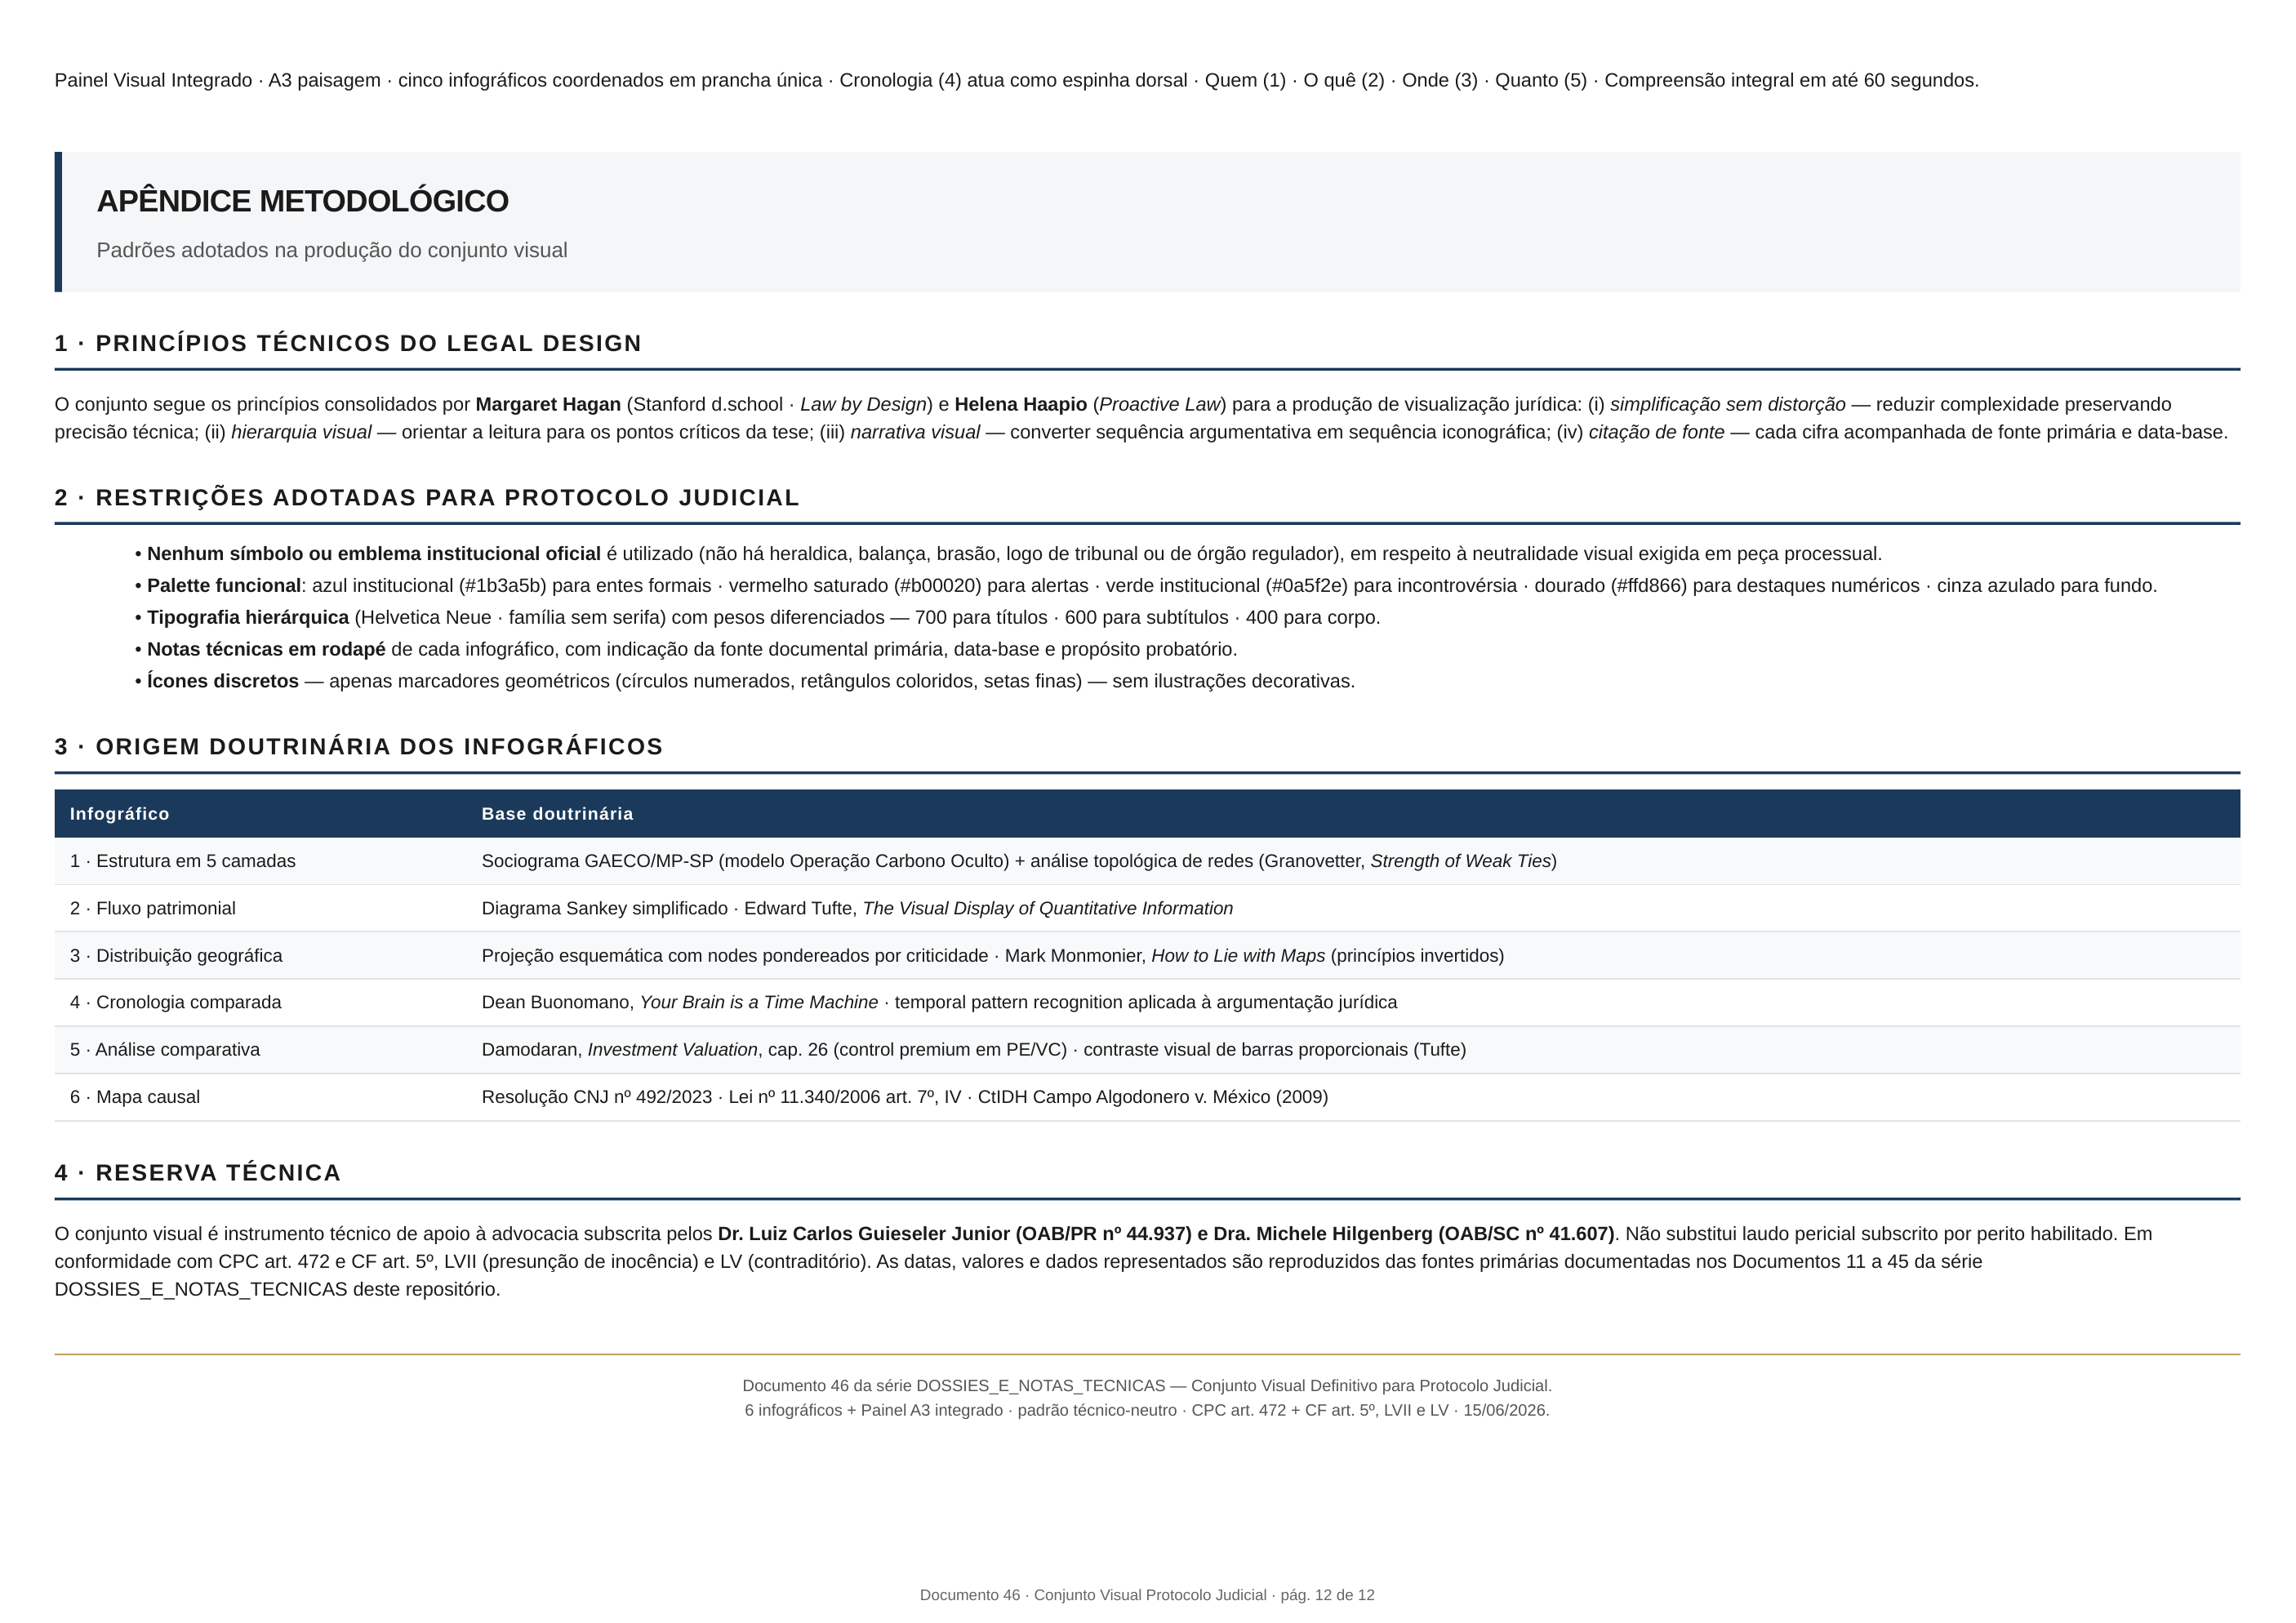 Painel Visual Integrado · A3 paisagem · cinco infográficos coordenados em prancha única · Cronologia (4) atua como espinha dorsal · Quem (1) · O quê (2) · Onde (3) · Quanto (5) · Compreensão integral em até 60 segundos.
APÊNDICE METODOLÓGICO
Padrões adotados na produção do conjunto visual
1 · PRINCÍPIOS TÉCNICOS DO LEGAL DESIGN
O conjunto segue os princípios consolidados por Margaret Hagan (Stanford d.school · Law by Design) e Helena Haapio (Proactive Law) para a produção de visualização jurídica: (i) simplificação sem distorção — reduzir complexidade preservando
precisão técnica; (ii) hierarquia visual — orientar a leitura para os pontos críticos da tese; (iii) narrativa visual — converter sequência argumentativa em sequência iconográfica; (iv) citação de fonte — cada cifra acompanhada de fonte primária e data-base.
2 · RESTRIÇÕES ADOTADAS PARA PROTOCOLO JUDICIAL
• Nenhum símbolo ou emblema institucional oficial é utilizado (não há heraldica, balança, brasão, logo de tribunal ou de órgão regulador), em respeito à neutralidade visual exigida em peça processual.
• Palette funcional: azul institucional (#1b3a5b) para entes formais · vermelho saturado (#b00020) para alertas · verde institucional (#0a5f2e) para incontrovérsia · dourado (#ffd866) para destaques numéricos · cinza azulado para fundo.
• Tipografia hierárquica (Helvetica Neue · família sem serifa) com pesos diferenciados — 700 para títulos · 600 para subtítulos · 400 para corpo.
• Notas técnicas em rodapé de cada infográfico, com indicação da fonte documental primária, data-base e propósito probatório.
• Ícones discretos — apenas marcadores geométricos (círculos numerados, retângulos coloridos, setas finas) — sem ilustrações decorativas.
3 · ORIGEM DOUTRINÁRIA DOS INFOGRÁFICOS
Infográfico Base doutrinária
1 · Estrutura em 5 camadas Sociograma GAECO/MP-SP (modelo Operação Carbono Oculto) + análise topológica de redes (Granovetter, Strength of Weak Ties)
2 · Fluxo patrimonial Diagrama Sankey simplificado · Edward Tufte, The Visual Display of Quantitative Information
3 · Distribuição geográfica Projeção esquemática com nodes pondereados por criticidade · Mark Monmonier, How to Lie with Maps (princípios invertidos)
4 · Cronologia comparada Dean Buonomano, Your Brain is a Time Machine · temporal pattern recognition aplicada à argumentação jurídica
5 · Análise comparativa Damodaran, Investment Valuation, cap. 26 (control premium em PE/VC) · contraste visual de barras proporcionais (Tufte)
6 · Mapa causal Resolução CNJ nº 492/2023 · Lei nº 11.340/2006 art. 7º, IV · CtIDH Campo Algodonero v. México (2009)
4 · RESERVA TÉCNICA
O conjunto visual é instrumento técnico de apoio à advocacia subscrita pelos Dr. Luiz Carlos Guieseler Junior (OAB/PR nº 44.937) e Dra. Michele Hilgenberg (OAB/SC nº 41.607). Não substitui laudo pericial subscrito por perito habilitado. Em
conformidade com CPC art. 472 e CF art. 5º, LVII (presunção de inocência) e LV (contraditório). As datas, valores e dados representados são reproduzidos das fontes primárias documentadas nos Documentos 11 a 45 da série
DOSSIES_E_NOTAS_TECNICAS deste repositório.
Documento 46 da série DOSSIES_E_NOTAS_TECNICAS — Conjunto Visual Definitivo para Protocolo Judicial.
6 infográficos + Painel A3 integrado · padrão técnico-neutro · CPC art. 472 + CF art. 5º, LVII e LV · 15/06/2026.
Documento 46 · Conjunto Visual Protocolo Judicial · pág. 12 de 12